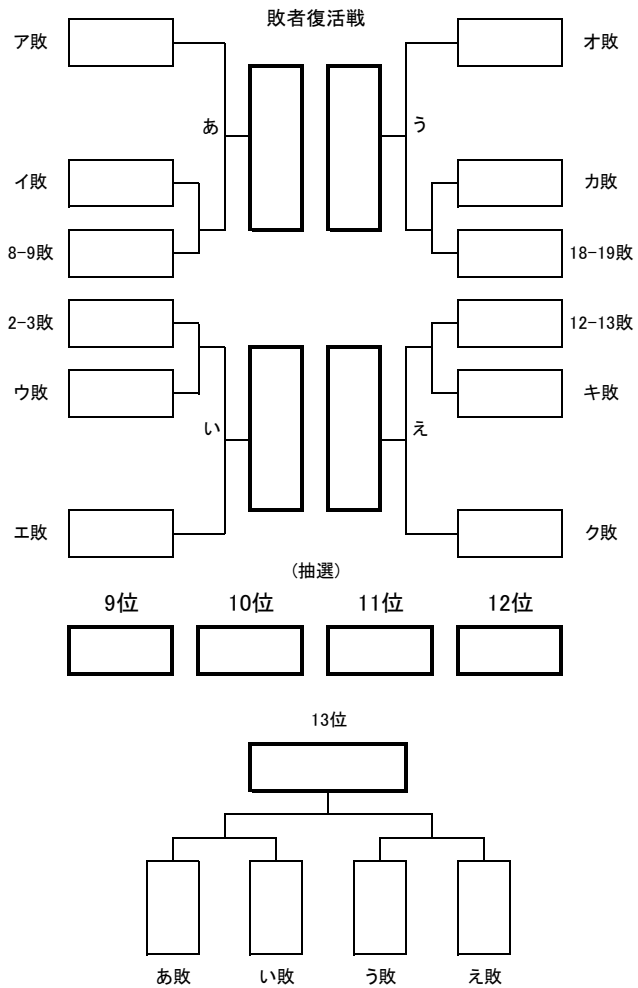 敗者復活戦
ア敗
オ敗
あ
う
イ敗
カ敗
8-9敗
18-19敗
2-3敗
12-13敗
ウ敗
キ敗
い
え
エ敗
ク敗
(抽選)
9位 10位 11位 12位
13位
あ敗 い敗 う敗 え敗